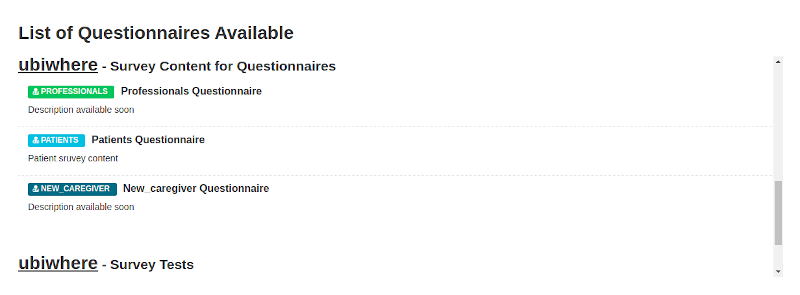 List of Questionnaires Available
ubiwhere - Survey Content for Questionnaires
PROFESSIONALS Professionals Questionnaire
Description available soon
PATIENTS Patients Questionnaire
Patient sruvey content
NEW_CAREGIVER New_caregiver Questionnaire
Description available soon
ubiwhere - Survey Tests